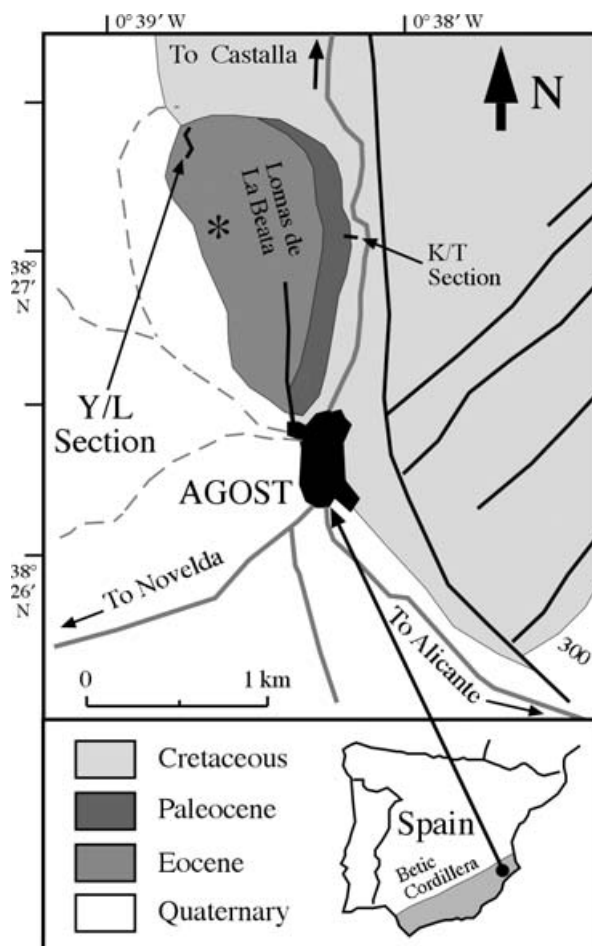 0° 39' W
0° 38' W
To Castalla
N
Lomas de
La Beata
*
K/T
Section
38°
27'
N
Y/L
Section
AGOST
38°
26'
N
To Novelda
To Alicante
300
0
1 km
Cretaceous
Paleocene
Eocene
Quaternary
Spain
Betic
Cordillera